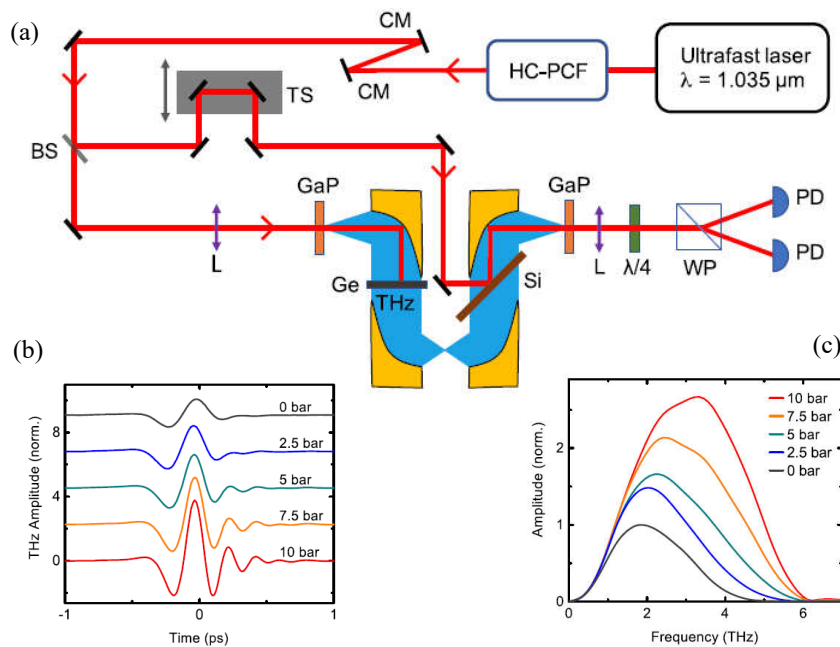 (a)
CM
CM
HC-PCF
Ultrafast laser
λ = 1.035 µm
TS
BS
GaP
GaP
PD
PD
L
L
λ/4
WP
Ge
THz
Si
(b)
THz Amplitude (norm.)
8
4
0
0 bar
2.5 bar
5 bar
7.5 bar
10 bar
-1
0
1
Time (ps)
(c)
Amplitude (norm.)
2
1
0
10 bar
7.5 bar
5 bar
2.5 bar
0 bar
0
2
4
6
Frequency (THz)